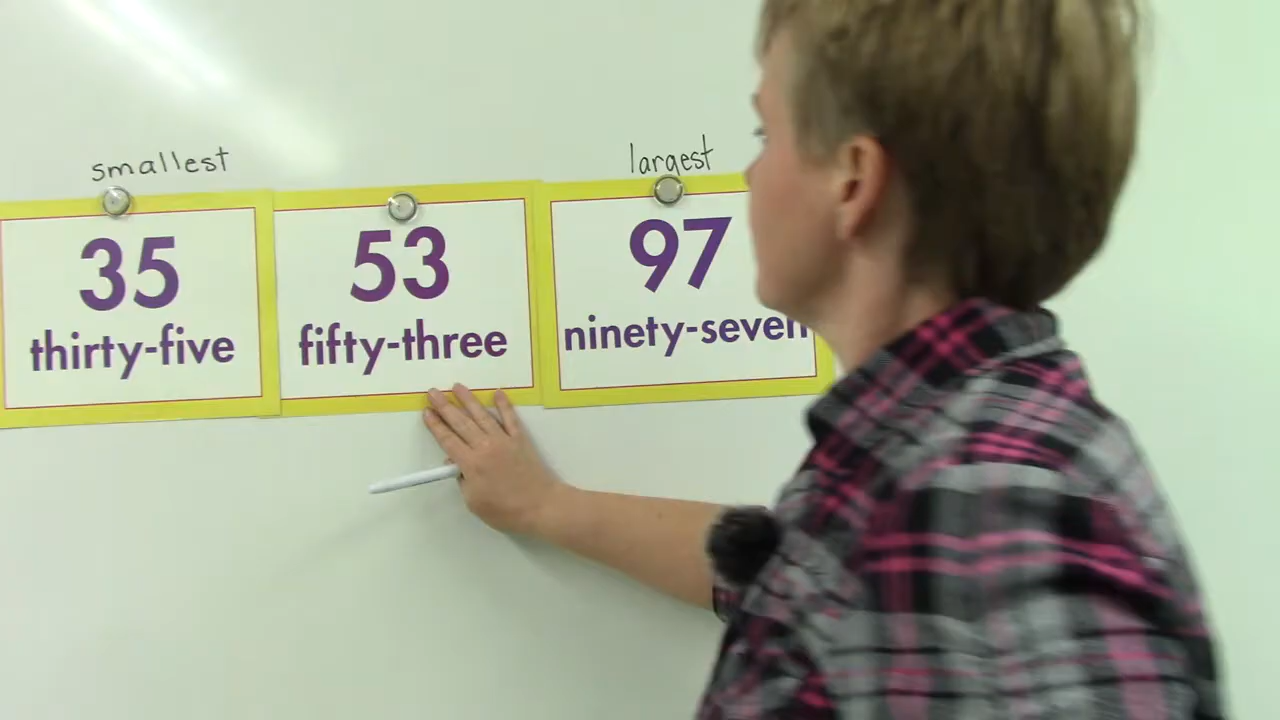 smallest
largest
35
thirty-five
53
fifty-three
97
ninety-seven